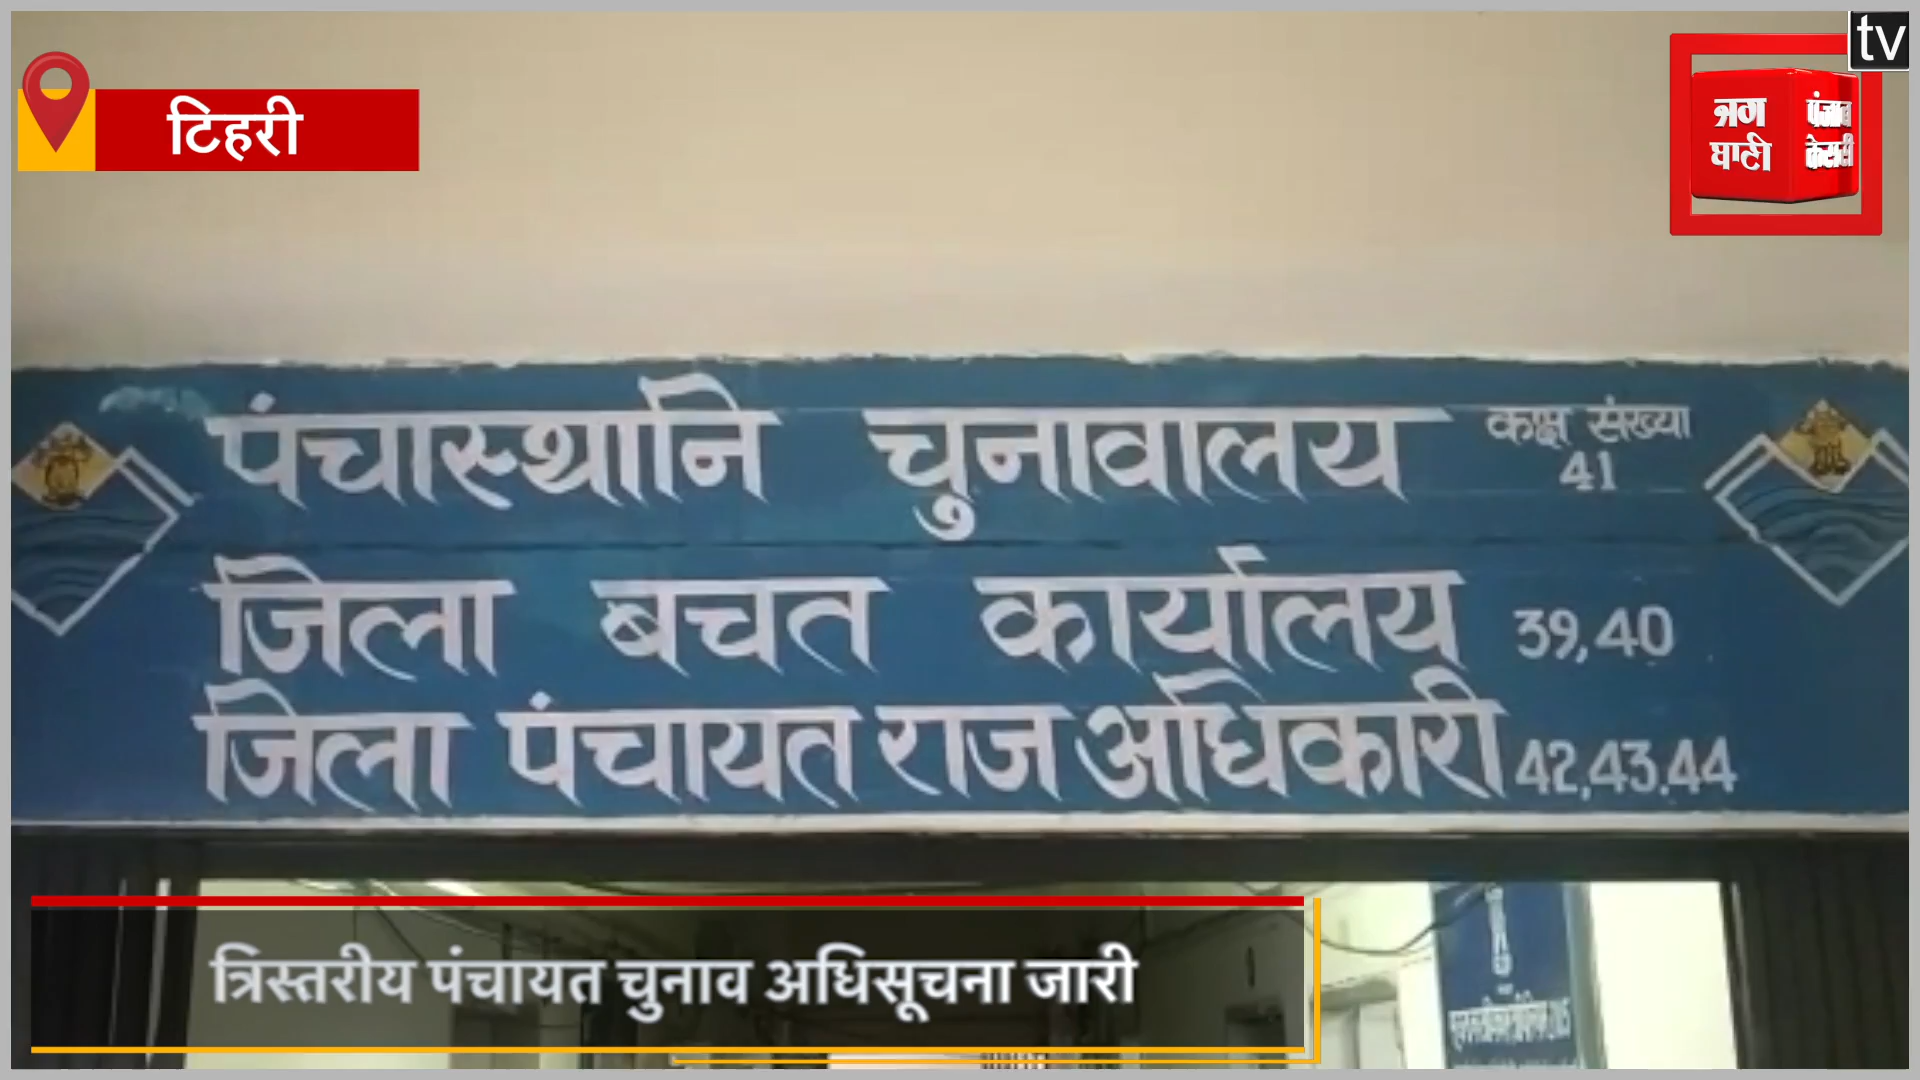 tv
टिहरी
पंजाब
केसरी
पंचास्थानि चुनावालय कक्ष संख्या
41
जिला बचत कार्यालय 39,40
जिला पंचायत राज अधिकारी 42,43,44
त्रिस्तरीय पंचायत चुनाव अधिसूचना जारी